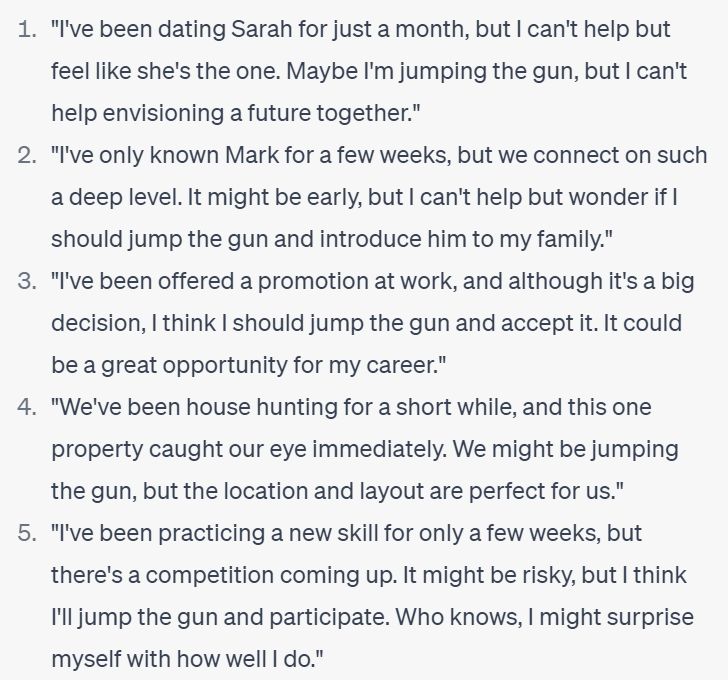 1. "I've been dating Sarah for just a month, but I can't help but
feel like she's the one. Maybe I'm jumping the gun, but I can't
help envisioning a future together."
2. "I've only known Mark for a few weeks, but we connect on such
a deep level. It might be early, but I can't help but wonder if I
should jump the gun and introduce him to my family."
3. "I've been offered a promotion at work, and although it's a big
decision, I think I should jump the gun and accept it. It could
be a great opportunity for my career."
4. "We've been house hunting for a short while, and this one
property caught our eye immediately. We might be jumping
the gun, but the location and layout are perfect for us."
5. "I've been practicing a new skill for only a few weeks, but
there's a competition coming up. It might be risky, but I think
I'll jump the gun and participate. Who knows, I might surprise
myself with how well I do."